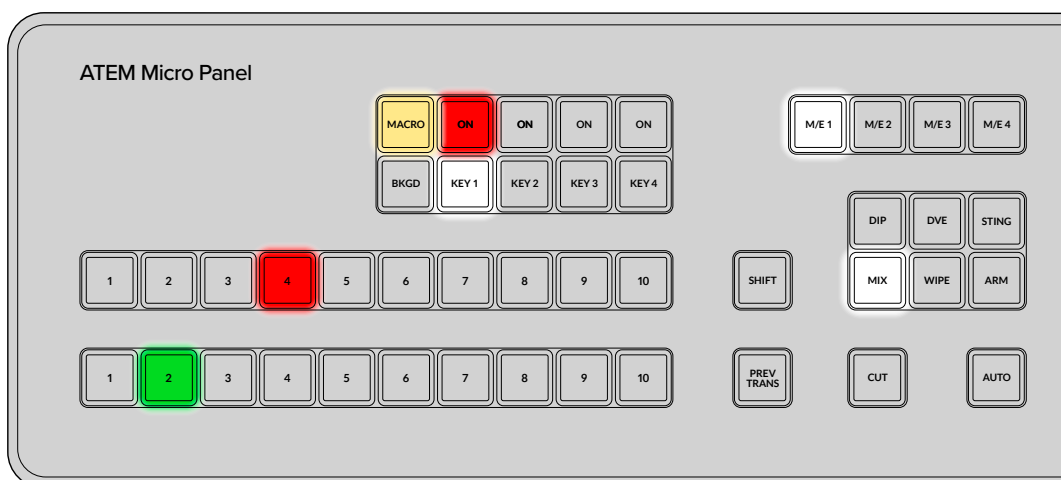 ATEM Micro Panel
MACRO ON ON ON ON
M/E 1 M/E 2 M/E 3 M/E 4
BKGD KEY 1 KEY 2 KEY 3 KEY 4
DIP DVE STING
1 2 3 4 5 6 7 8 9 10
SHIFT
MIX WIPE ARM
1 2 3 4 5 6 7 8 9 10
PREV
TRANS
CUT
AUTO